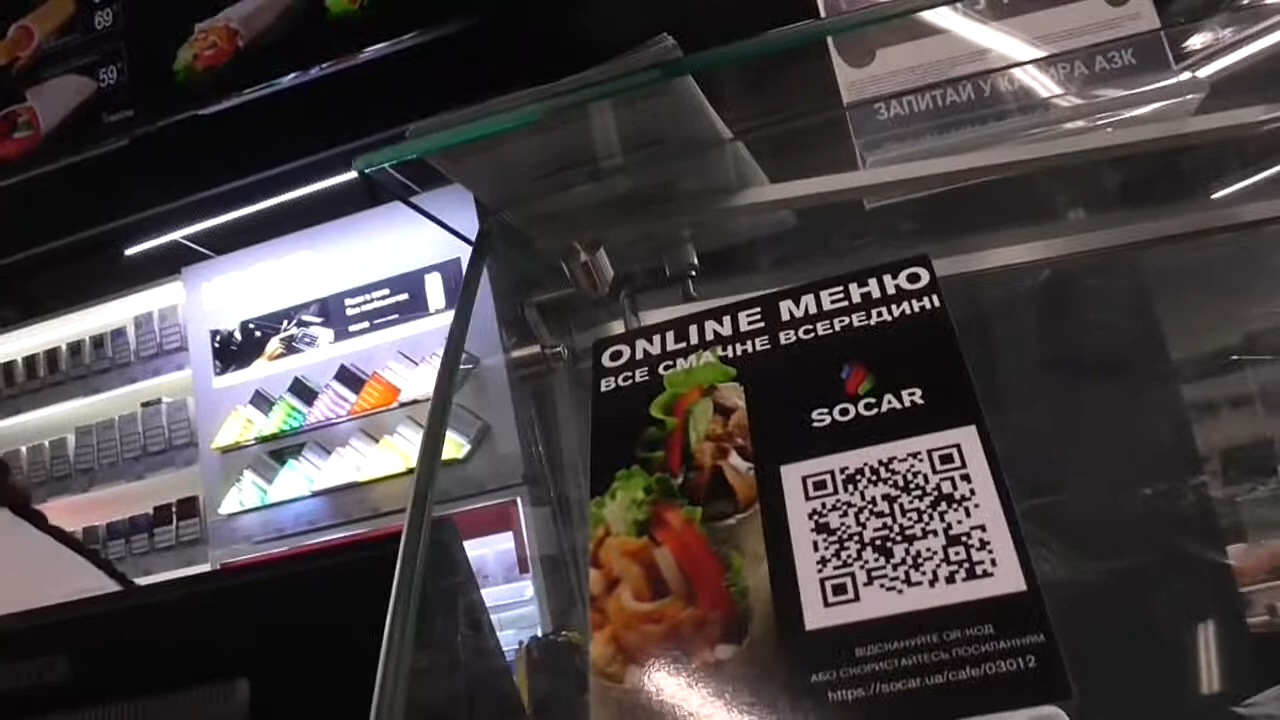 69
59
ЗАПИТАЙ У КАСИРА АЗК
ONLINE МЕНЮ
ВСЕ СМАЧНЕ ВСЕРЕДИНІ
SOCAR
ВІДСКАНУЙТЕ QR-КОД
АБО СКОРИСТАЙТЕСЬ ПОСИЛАННЯМ
https://socar.ua/cafe/03012